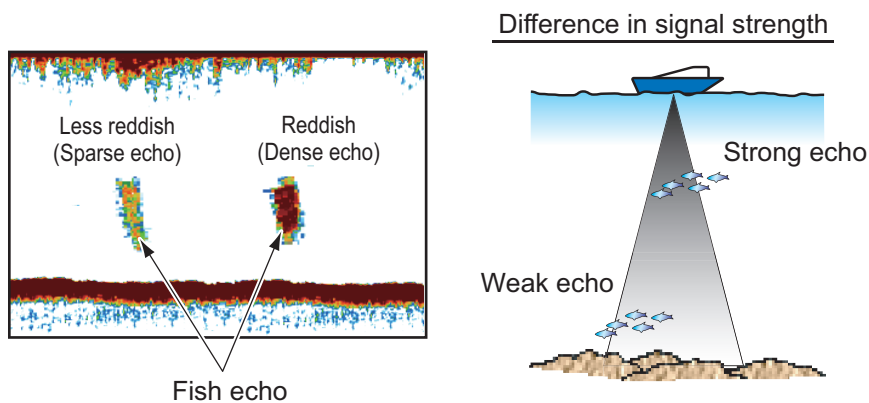 Less reddish
(Sparse echo)
Reddish
(Dense echo)
Fish echo
Difference in signal strength
Strong echo
Weak echo